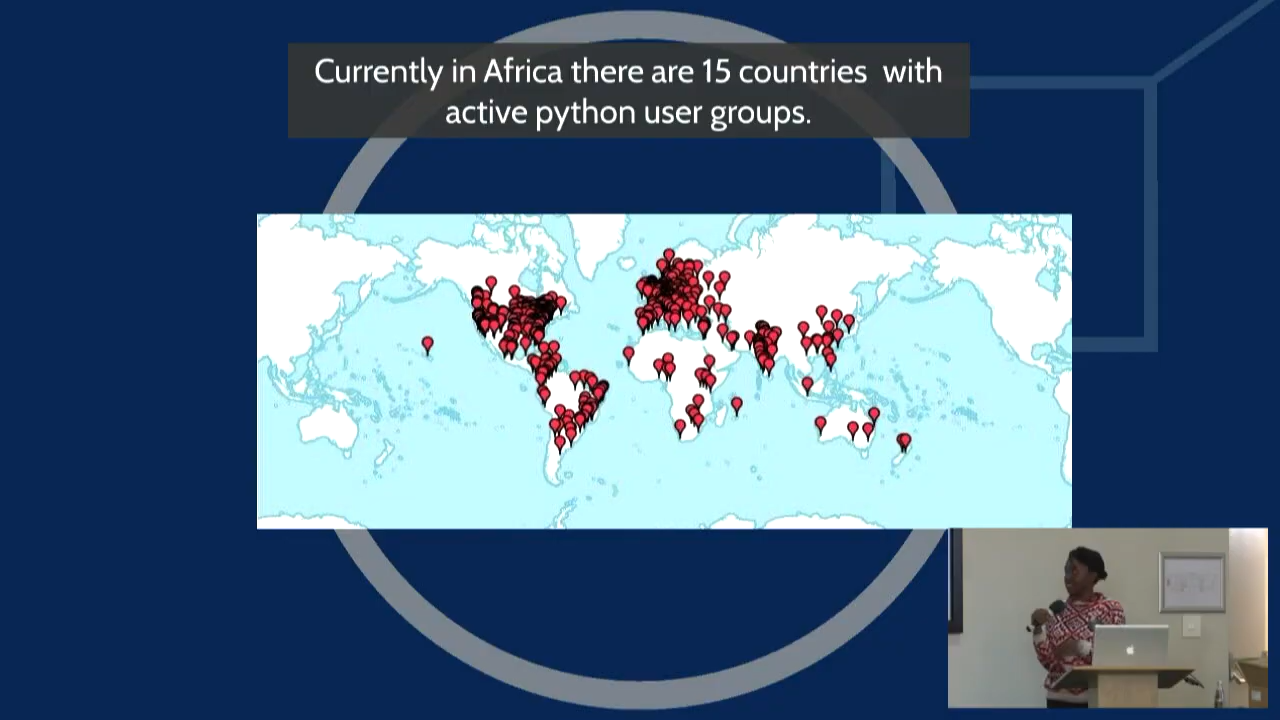 Currently in Africa there are 15 countries  with
active python user groups.